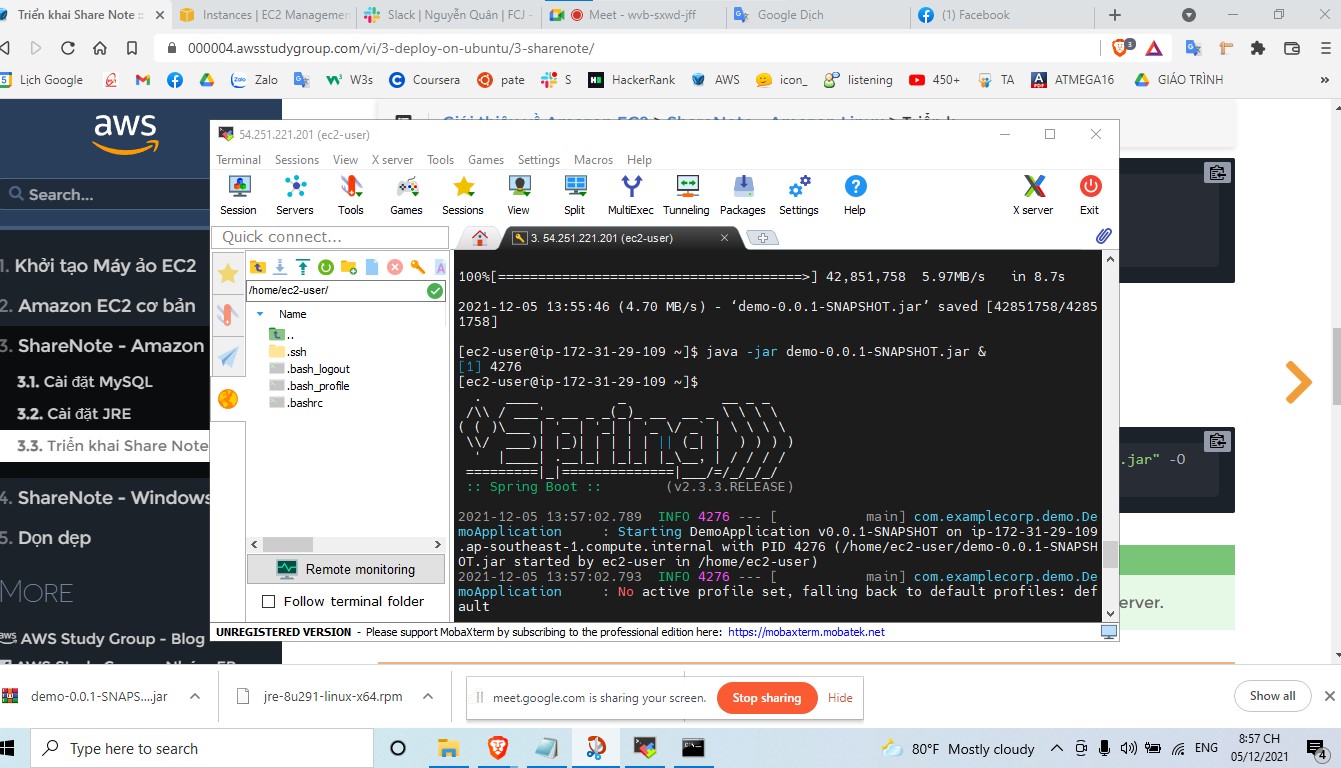 Triển khai Share Note ::
Instances | EC2 Managemen
Slack | Nguyễn Quân | FCJ -
Meet - wvb-sxwd-jff
Google Dịch
(1) Facebook
000004.awsstudygroup.com/vi/3-deploy-on-ubuntu/3-sharenote/
3
Lịch Google
Zalo
W3s
Coursera
pate
S
HackerRank
AWS
icon_
listening
450+
TA
ATMEGA16
GIÁO TRÌNH
»
aws
Search...
1. Khởi tạo Máy ảo EC2
2. Amazon EC2 cơ bản
3. ShareNote - Amazon
3.1. Cài đặt MySQL
3.2. Cài đặt JRE
3.3. Triển khai Share Note
4. ShareNote - Windows
5. Dọn dẹp
MORE
AWS Study Group - Blog
54.251.221.201 (ec2-user)
Terminal Sessions View X server Tools Games Settings Macros Help
Session Servers Tools Games Sessions View Split MultiExec Tunneling Packages Settings Help X server Exit
Quick connect...
3. 54.251.221.201 (ec2-user)
/home/ec2-user/
Name
..
.ssh
.bash_logout
.bash_profile
.bashrc
Remote monitoring
Follow terminal folder
100%[======================================>] 42,851,758 5.97MB/s in 8.7s
2021-12-05 13:55:46 (4.70 MB/s) - ‘demo-0.0.1-SNAPSHOT.jar’ saved [42851758/4285
1758]
[ec2-user@ip-172-31-29-109 ~]$ java -jar demo-0.0.1-SNAPSHOT.jar &
[1] 4276
[ec2-user@ip-172-31-29-109 ~]$
Spring
:: Spring Boot :: (v2.3.3.RELEASE)
2021-12-05 13:57:02.789 INFO 4276 --- [ main] com.examplecorp.demo.De
moApplication : Starting DemoApplication v0.0.1-SNAPSHOT on ip-172-31-29-109
.ap-southeast-1.compute.internal with PID 4276 (/home/ec2-user/demo-0.0.1-SNAPSH
OT.jar started by ec2-user in /home/ec2-user)
2021-12-05 13:57:02.793 INFO 4276 --- [ main] com.examplecorp.demo.De
moApplication : No active profile set, falling back to default profiles: def
ault
UNREGISTERED VERSION - Please support MobaXterm by subscribing to the professional edition here: https://mobaxterm.mobatek.net
.jar" -O
erver.
demo-0.0.1-SNAPS....jar
jre-8u291-linux-x64.rpm
meet.google.com is sharing your screen.
Stop sharing
Hide
Show all
Type here to search
80°F Mostly cloudy
ENG
8:57 CH
05/12/2021
4